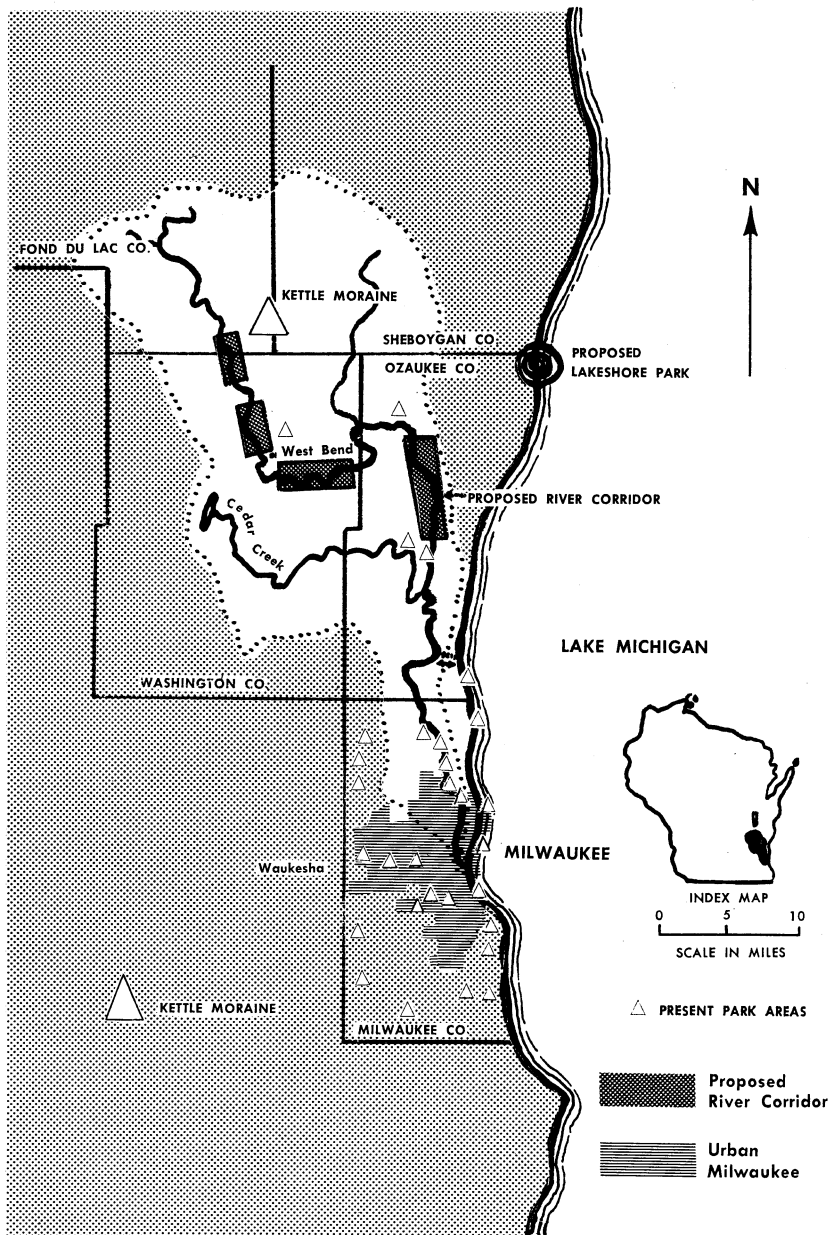 N
FOND DU LAC CO.
KETTLE MORAINE
SHEBOYGAN CO.
OZAUKEE CO.
PROPOSED
LAKESHORE PARK
West Bend
PROPOSED RIVER CORRIDOR
Cedar
Creek
LAKE MICHIGAN
WASHINGTON CO.
MILWAUKEE
Waukesha
INDEX MAP
0 5 10
SCALE IN MILES
KETTLE MORAINE
PRESENT PARK AREAS
MILWAUKEE CO.
Proposed
River Corridor
Urban
Milwaukee